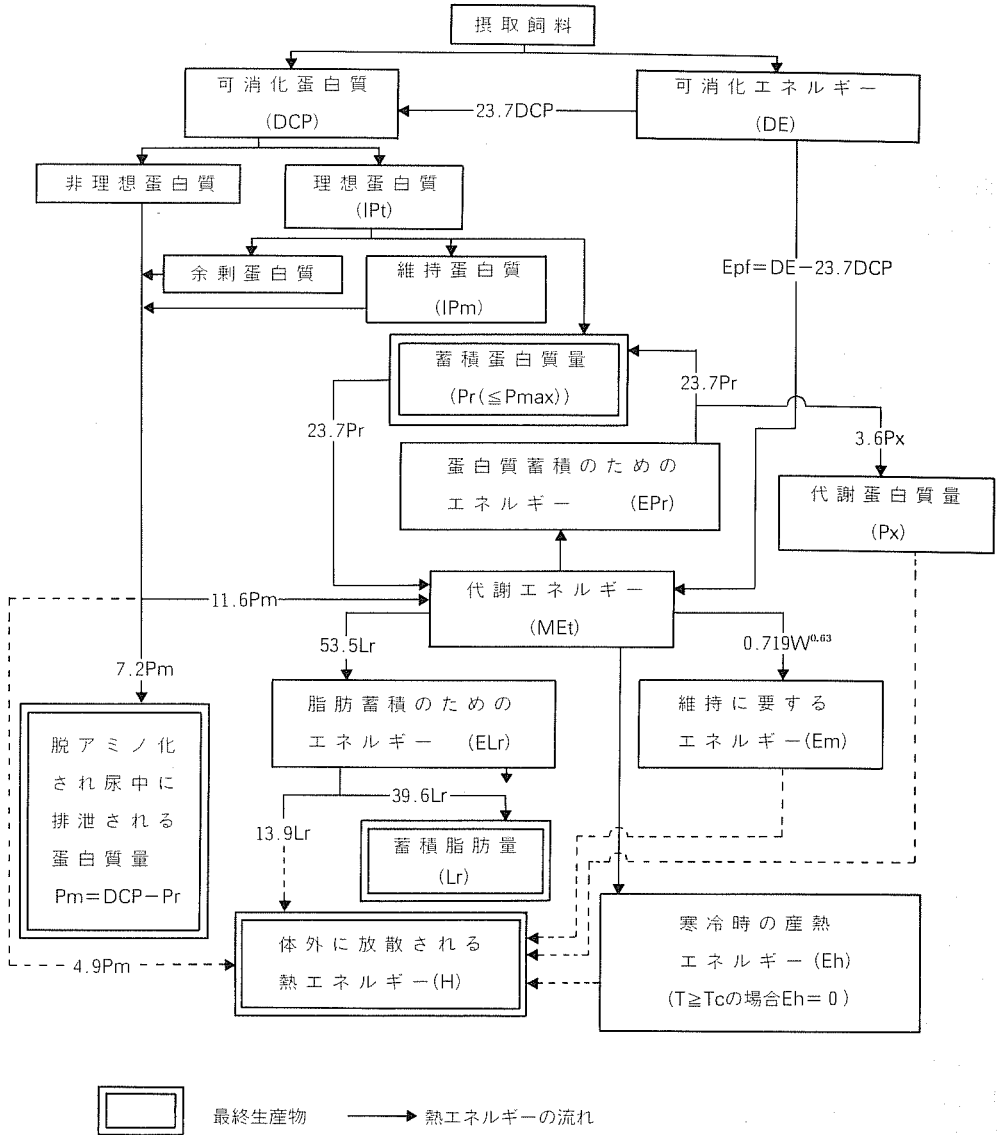 摂取飼料
可消化蛋白質
(DCP)
23.7DCP
可消化エネルギー
(DE)
非理想蛋白質
理想蛋白質
(IPt)
余剰蛋白質
維持蛋白質
(IPm)
Epf=DE-23.7DCP
蓄積蛋白質量
(Pr(≦Pmax))
23.7Pr
23.7Pr
3.6Px
蛋白質蓄積のための
エネルギー (EPr)
代謝蛋白質量
(Px)
代謝エネルギー
(MEt)
11.6Pm
53.5Lr
0.719W^0.63
7.2Pm
脂肪蓄積のための
エネルギー (ELr)
維持に要する
エネルギー(Em)
脱アミノ化
され尿中に
排泄される
蛋白質量
Pm=DCP-Pr
39.6Lr
13.9Lr
蓄積脂肪量
(Lr)
体外に放散される
熱エネルギー(H)
4.9Pm
寒冷時の産熱
エネルギー (Eh)
(T≧Tcの場合Eh=0)
最終生産物
熱エネルギーの流れ